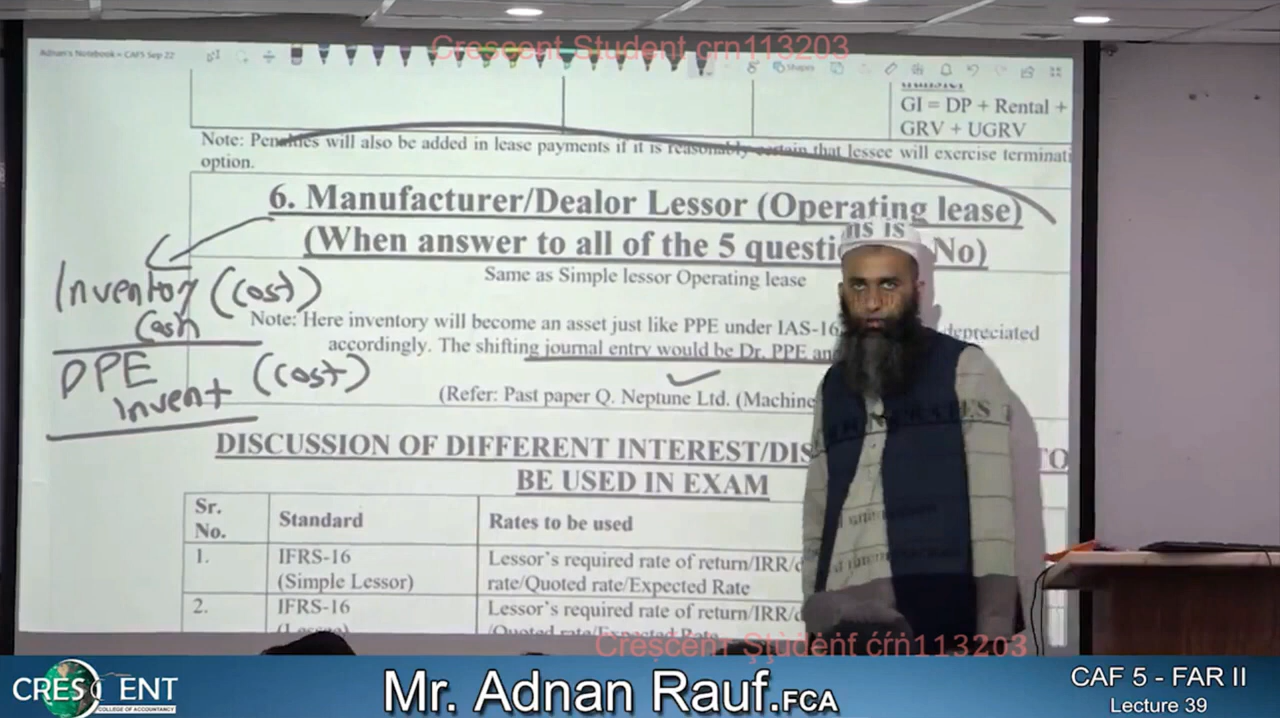 Adnan's Notebook » CAF5 Sep 22
Crescent Student crn113203
Shapes
GI = DP + Rental +
GRV + UGRV
Note: Penalties will also be added in lease payments if it is reasonably certain that lessee will exercise terminati
option.
6. Manufacturer/Dealor Lessor (Operating lease)
(When answer to all of the 5 questions is No)
Same as Simple lessor Operating lease
Inventory (cost)
Cash
Note: Here inventory will become an asset just like PPE under IAS-16 depreciated
accordingly. The shifting journal entry would be Dr. PPE an
PPE (cost)
invent
(Refer: Past paper Q. Neptune Ltd. (Machine
DISCUSSION OF DIFFERENT INTEREST/DIS RATES TO
BE USED IN EXAM
Sr. No. Standard Rates to be used
1. IFRS-16 Lessor's required rate of return/IRR/
(Simple Lessor) rate/Quoted rate/Expected Rate
2. IFRS-16 Lessor's required rate of return/IRR/
Crescent Student crn113203
CRESCENT
COLLEGE OF ACCOUNTANCY
Mr. Adnan Rauf.FCA
CAF 5 - FAR II
Lecture 39